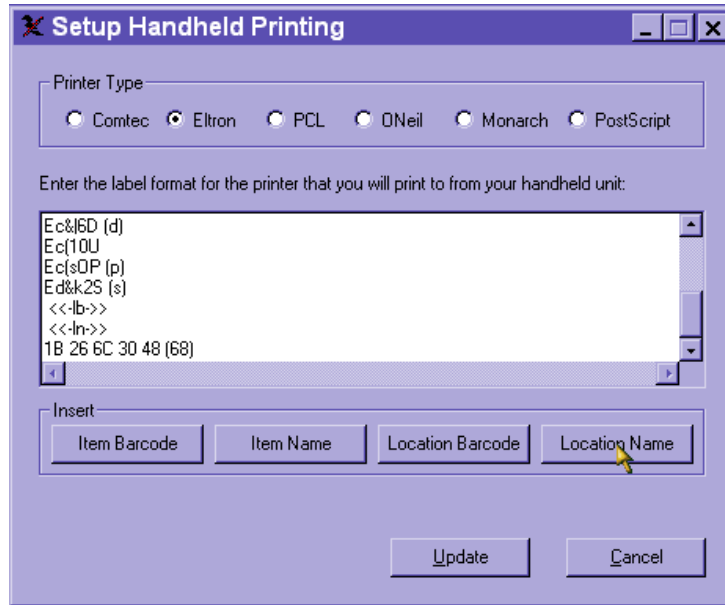 Setup Handheld Printing
Printer Type
Comtec Eltron PCL ONeil Monarch PostScript
Enter the label format for the printer that you will print to from your handheld unit:
Ec&l6D (d)
Ec(10U
Ec(s0P (p)
Ed&k2S (s)
<<-lb->>
<<-ln->>
1B 26 6C 30 48 (68)
Insert
Item Barcode Item Name Location Barcode Location Name
Update Cancel